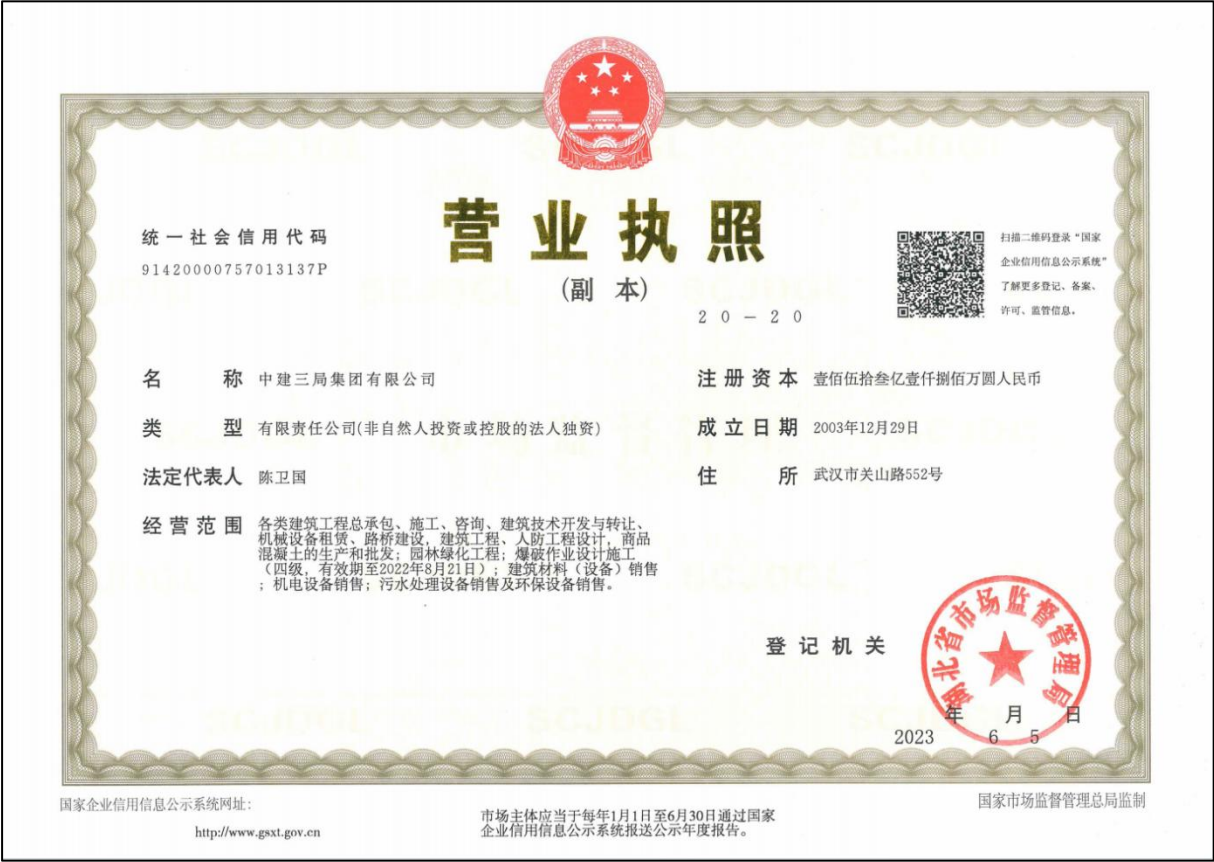 营业执照
(副 本)
20－20
统一社会信用代码
91420000757013137P
扫描二维码登录“国家
企业信用信息公示系统”
了解更多登记、备案、
许可、监管信息。
名 称 中建三局集团有限公司
类 型 有限责任公司(非自然人投资或控股的法人独资)
法定代表人 陈卫国
经营范围 各类建筑工程总承包、施工、咨询、建筑技术开发与转让、
机械设备租赁、路桥建设，建筑工程、人防工程设计，商品
混凝土的生产和批发；园林绿化工程；爆破作业设计施工
（四级，有效期至2022年8月21日）；建筑材料（设备）销售
；机电设备销售；污水处理设备销售及环保设备销售。
注册资本 壹佰伍拾叁亿壹仟捌佰万圆人民币
成立日期 2003年12月29日
住 所 武汉市关山路552号
登记机关
湖北省市场监督管理局
年 月 日
2023 6 5
国家企业信用信息公示系统网址：
http://www.gsxt.gov.cn
市场主体应当于每年1月1日至6月30日通过国家
企业信用信息公示系统报送公示年度报告。
国家市场监督管理总局监制